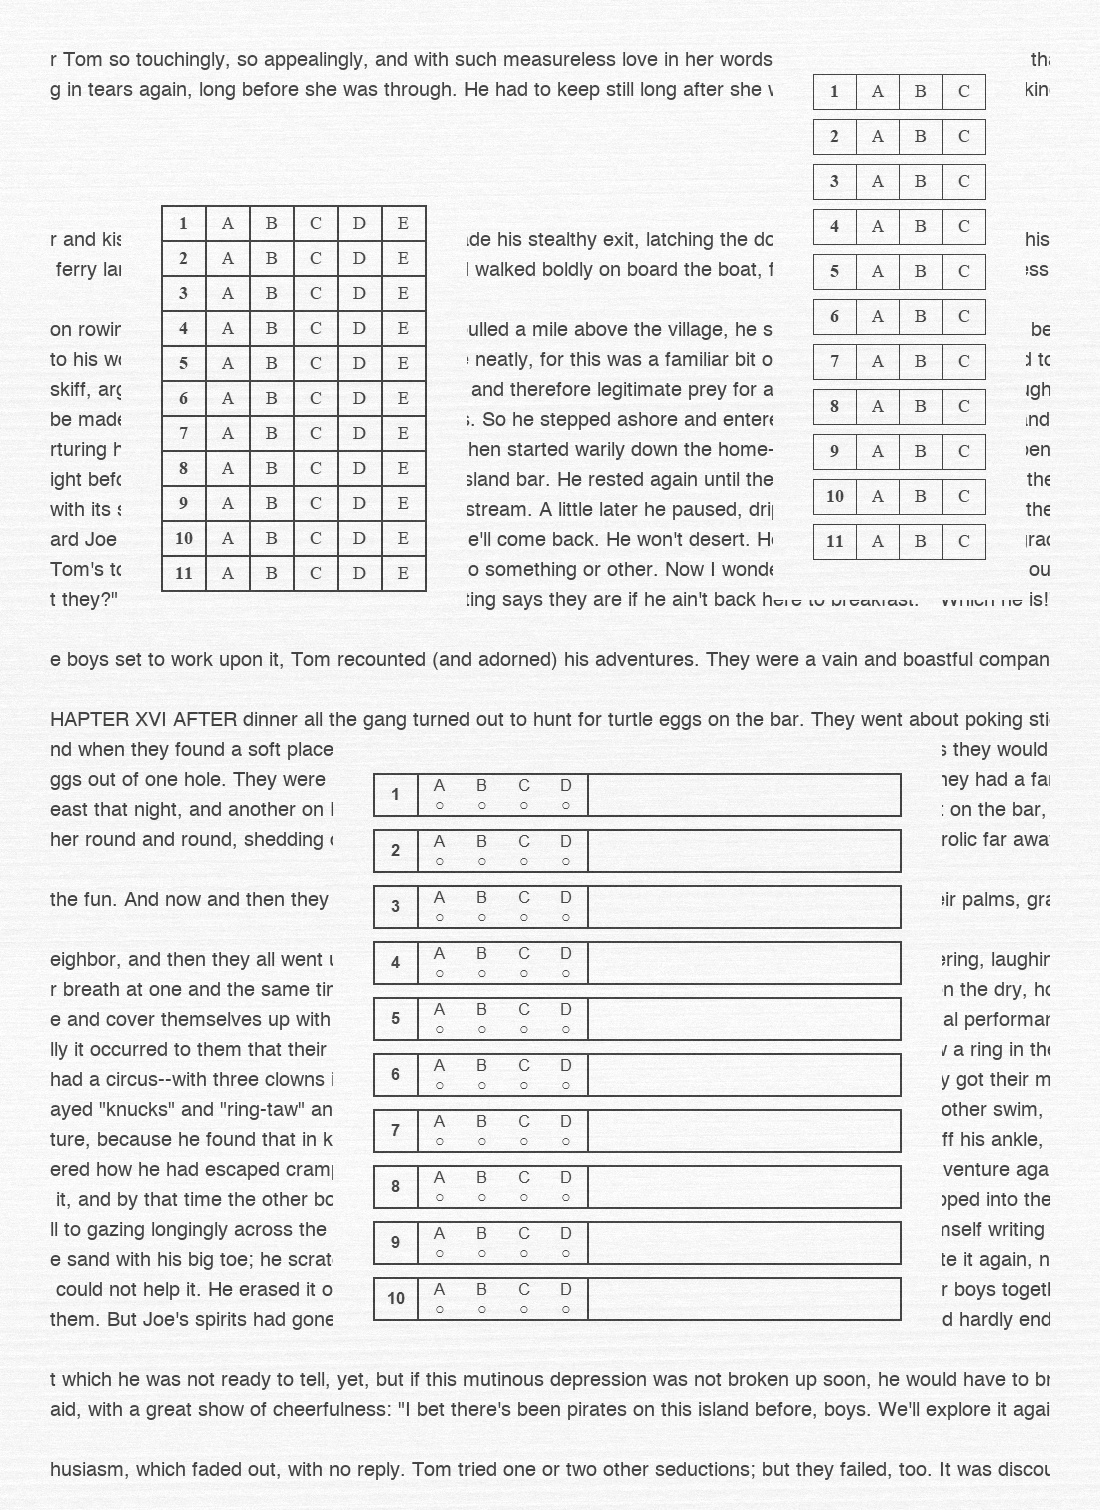 r Tom so touchingly, so appealingly, and with such measureless love in her words tha
g in tears again, long before she was through. He had to keep still long after she kin
r and kis de his stealthy exit, latching the do his
ferry lan walked boldly on board the boat, f ess
on rowin ulled a mile above the village, he s be
to his wo neatly, for this was a familiar bit o d to
skiff, arg and therefore legitimate prey for a ugh
be made s. So he stepped ashore and entere and
rturing h hen started warily down the home- pen
ight befo sland bar. He rested again until the the
with its s stream. A little later he paused, drip the
ard Joe e'll come back. He won't desert. He grac
Tom's to o something or other. Now I wonde ou
t they?" ting says they are if he ain't back here to breakfast." "Which he is!
e boys set to work upon it, Tom recounted (and adorned) his adventures. They were a vain and boastful compan
HAPTER XVI AFTER dinner all the gang turned out to hunt for turtle eggs on the bar. They went about poking sti
nd when they found a soft place s they would
ggs out of one hole. They were hey had a fa
east that night, and another on t on the bar,
her round and round, shedding c rolic far awa
the fun. And now and then they eir palms, gra
eighbor, and then they all went u ering, laughin
r breath at one and the same tim n the dry, ho
e and cover themselves up with al performan
lly it occurred to them that their w a ring in the
had a circus--with three clowns i y got their m
ayed "knucks" and "ring-taw" an other swim,
ture, because he found that in k ff his ankle,
ered how he had escaped cramp venture aga
it, and by that time the other bo pped into the
ll to gazing longingly across the mself writing
e sand with his big toe; he scrat te it again, n
could not help it. He erased it o r boys togeth
them. But Joe's spirits had gone d hardly end
t which he was not ready to tell, yet, but if this mutinous depression was not broken up soon, he would have to br
aid, with a great show of cheerfulness: "I bet there's been pirates on this island before, boys. We'll explore it agai
husiasm, which faded out, with no reply. Tom tried one or two other seductions; but they failed, too. It was discou
1 A B C D E
2 A B C D E
3 A B C D E
4 A B C D E
5 A B C D E
6 A B C D E
7 A B C D E
8 A B C D E
9 A B C D E
10 A B C D E
11 A B C D E
1 A B C
2 A B C
3 A B C
4 A B C
5 A B C
6 A B C
7 A B C
8 A B C
9 A B C
10 A B C
11 A B C
1 A B C D
2 A B C D
3 A B C D
4 A B C D
5 A B C D
6 A B C D
7 A B C D
8 A B C D
9 A B C D
10 A B C D